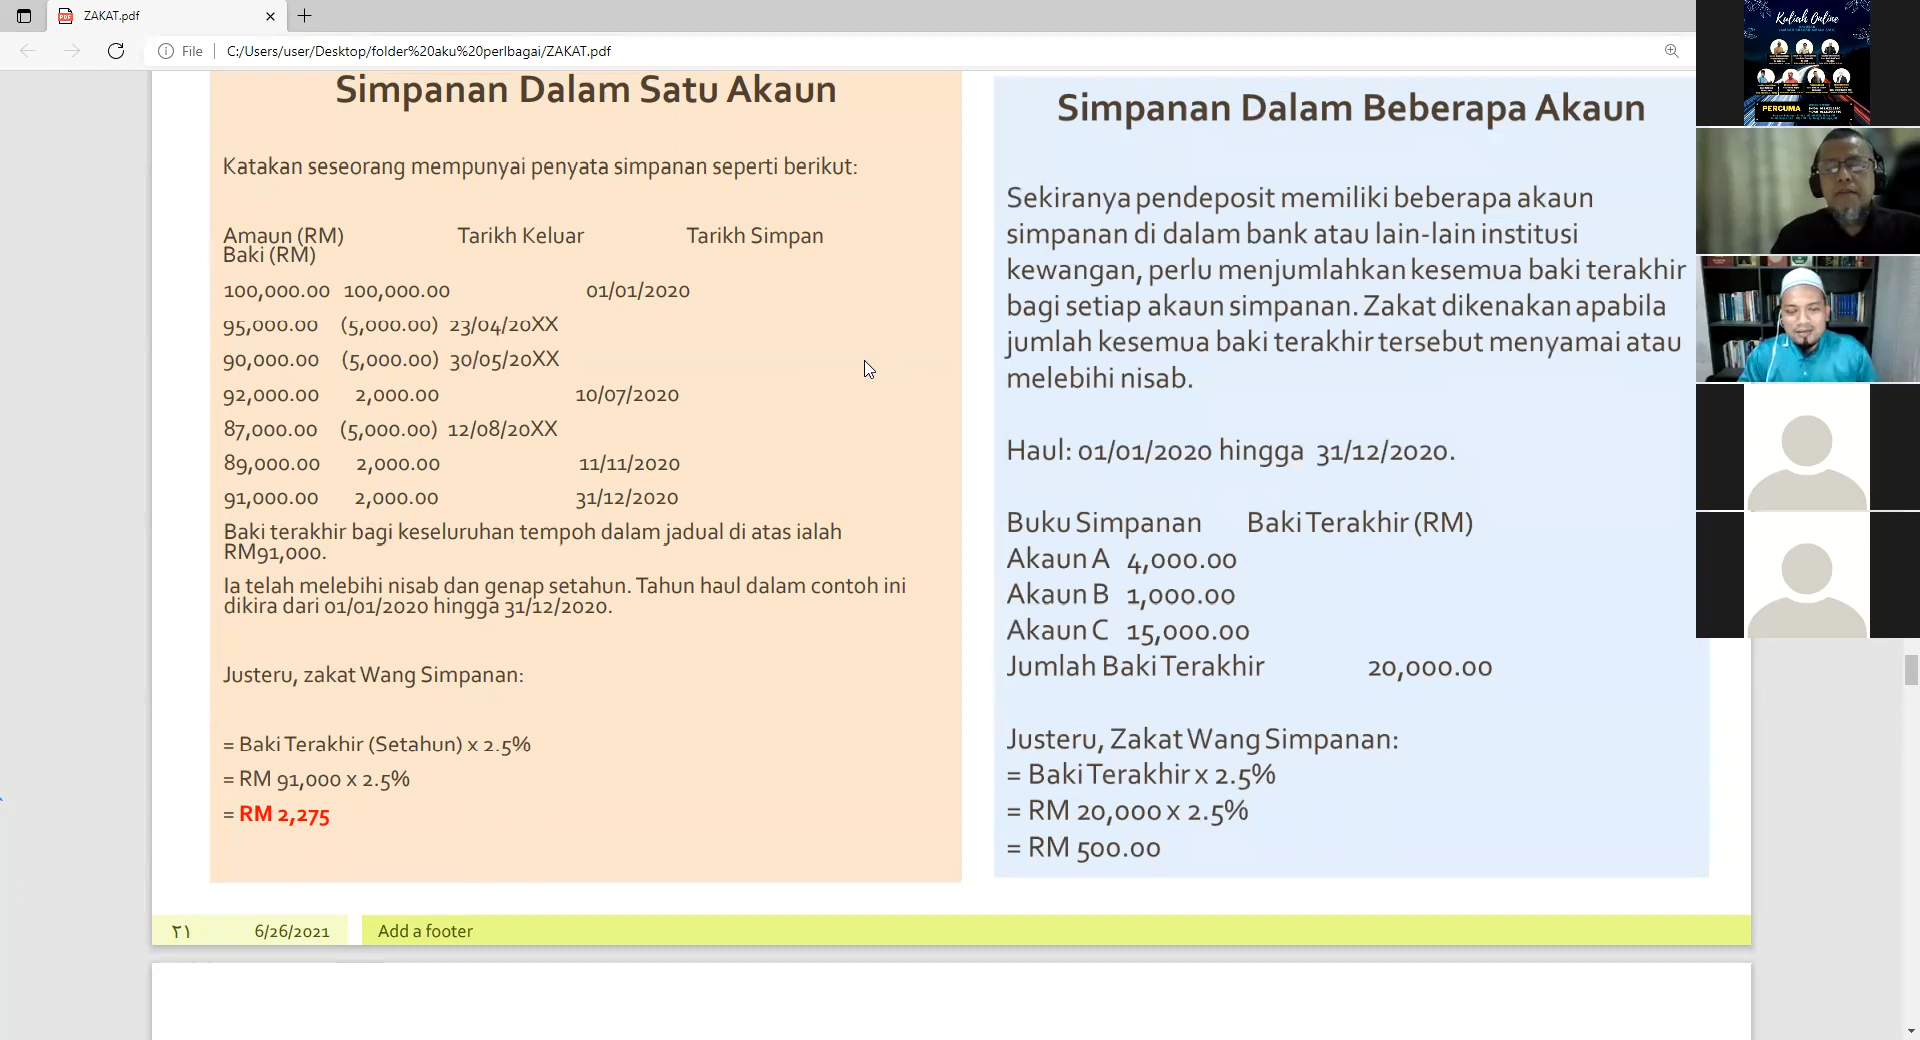 ZAKAT.pdf
File
C:/Users/user/Desktop/folder%20aku%20perlbagai/ZAKAT.pdf
Simpanan Dalam Satu Akaun
Katakan seseorang mempunyai penyata simpanan seperti berikut:
Amaun (RM) Tarikh Keluar Tarikh Simpan
Baki (RM)
100,000.00 100,000.00 01/01/2020
95,000.00 (5,000.00) 23/04/20XX
90,000.00 (5,000.00) 30/05/20XX
92,000.00 2,000.00 10/07/2020
87,000.00 (5,000.00) 12/08/20XX
89,000.00 2,000.00 11/11/2020
91,000.00 2,000.00 31/12/2020
Baki terakhir bagi keseluruhan tempoh dalam jadual di atas ialah
RM91,000.
Ia telah melebihi nisab dan genap setahun. Tahun haul dalam contoh ini
dikira dari 01/01/2020 hingga 31/12/2020.
Justeru, zakat Wang Simpanan:
= Baki Terakhir (Setahun) x 2.5%
= RM 91,000 x 2.5%
= RM 2,275
Simpanan Dalam Beberapa Akaun
Sekiranya pendeposit memiliki beberapa akaun
simpanan di dalam bank atau lain-lain institusi
kewangan, perlu menjumlahkan kesemua baki terakhir
bagi setiap akaun simpanan. Zakat dikenakan apabila
jumlah kesemua baki terakhir tersebut menyamai atau
melebihi nisab.
Haul: 01/01/2020 hingga 31/12/2020.
Buku Simpanan Baki Terakhir (RM)
Akaun A 4,000.00
Akaun B 1,000.00
Akaun C 15,000.00
Jumlah Baki Terakhir 20,000.00
Justeru, Zakat Wang Simpanan:
= Baki Terakhir x 2.5%
= RM 20,000 x 2.5%
= RM 500.00
٢١ 6/26/2021 Add a footer
Kuliah Online
PERCUMA